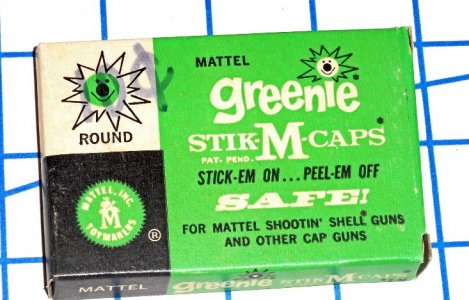 MATTEL
greenie®
ROUND
STIK-M-CAPS®
PAT. PEND.
STICK-EM ON...PEEL-EM OFF
SAFE!
MATTEL, INC.
M
TOYMAKERS
®
FOR MATTEL SHOOTIN' SHELL GUNS
AND OTHER CAP GUNS
MATTEL
greenie STIK-M-CAPS